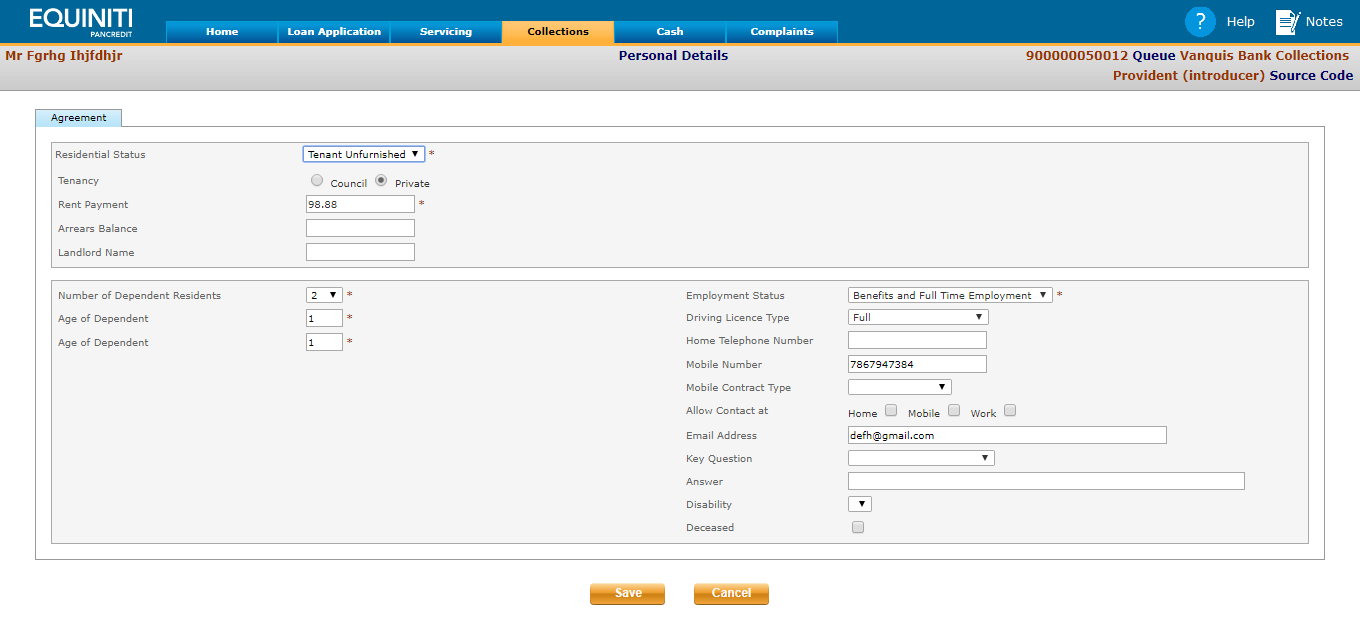 EQUINITI
PANCREDIT
Home Loan Application Servicing Collections Cash Complaints
? Help Notes
Mr Fgrhg Ihjfdhjr Personal Details 900000050012 Queue Vanquis Bank Collections
Provident (introducer) Source Code
Agreement
Residential Status Tenant Unfurnished *
Tenancy Council Private
Rent Payment 98.88 *
Arrears Balance
Landlord Name
Number of Dependent Residents 2 *
Age of Dependent 1 *
Age of Dependent 1 *
Employment Status Benefits and Full Time Employment *
Driving Licence Type Full
Home Telephone Number
Mobile Number 7867947384
Mobile Contract Type
Allow Contact at Home Mobile Work
Email Address defh@gmail.com
Key Question
Answer
Disability
Deceased
Save Cancel